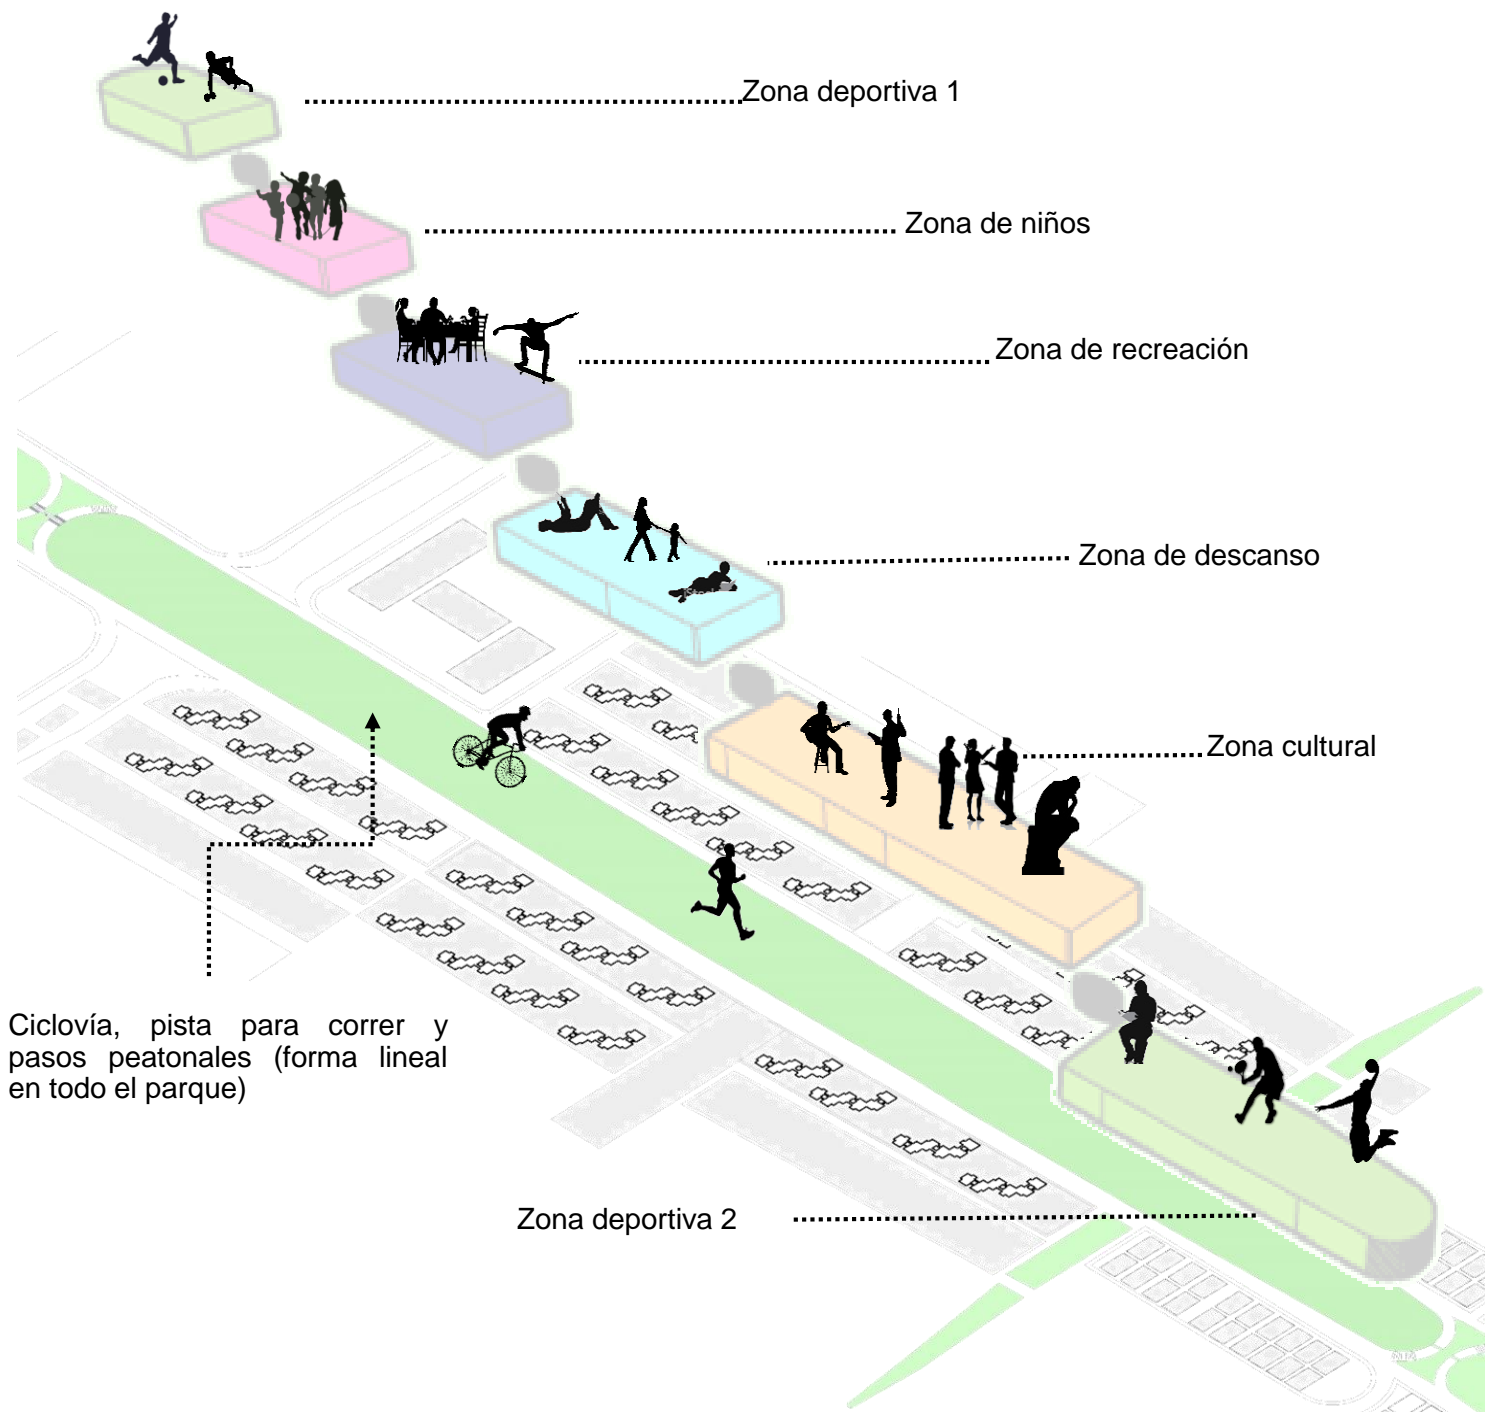 Zona deportiva 1
Zona de niños
Zona de recreación
Zona de descanso
Zona cultural
Ciclovía, pista para correr y
pasos peatonales (forma lineal
en todo el parque)
Zona deportiva 2